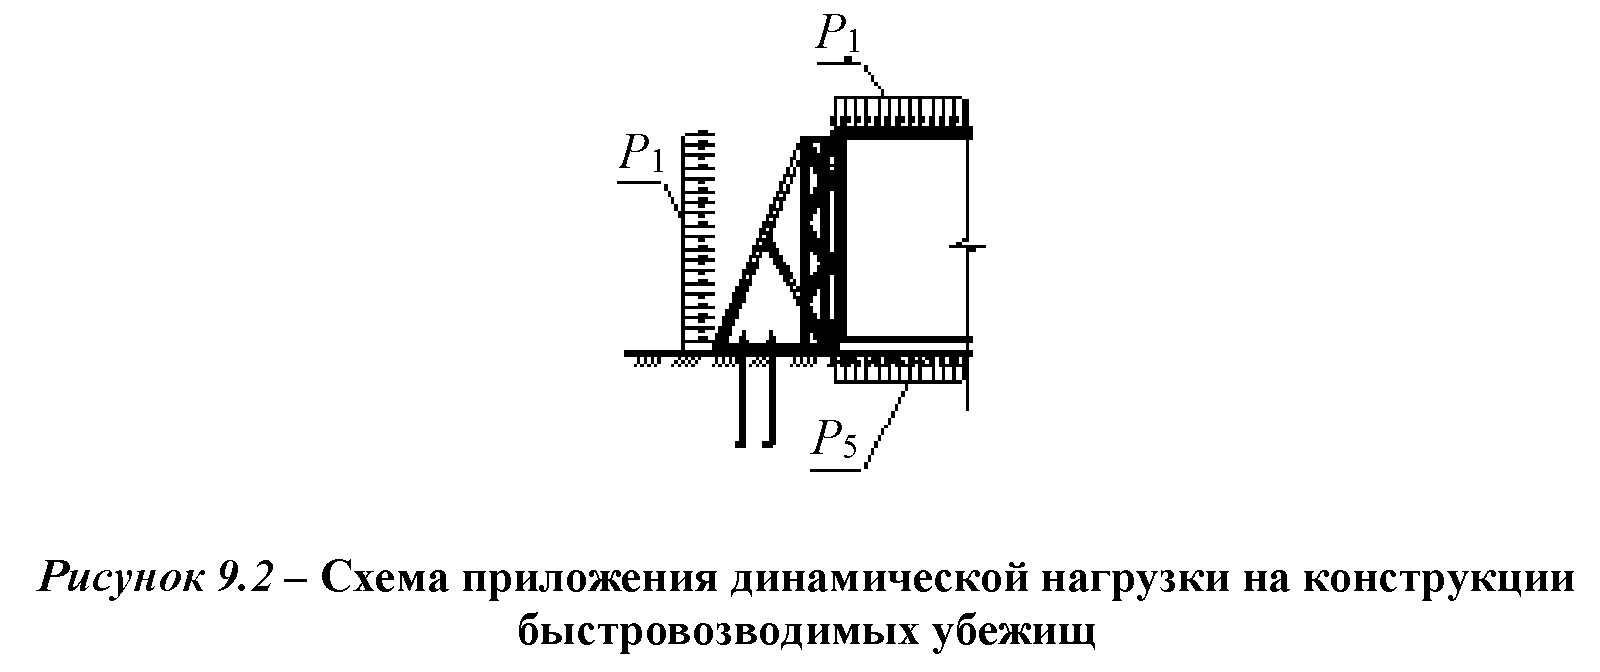 P1
P1
P5
Рисунок 9.2 – Схема приложения динамической нагрузки на конструкции
быстровозводимых убежищ